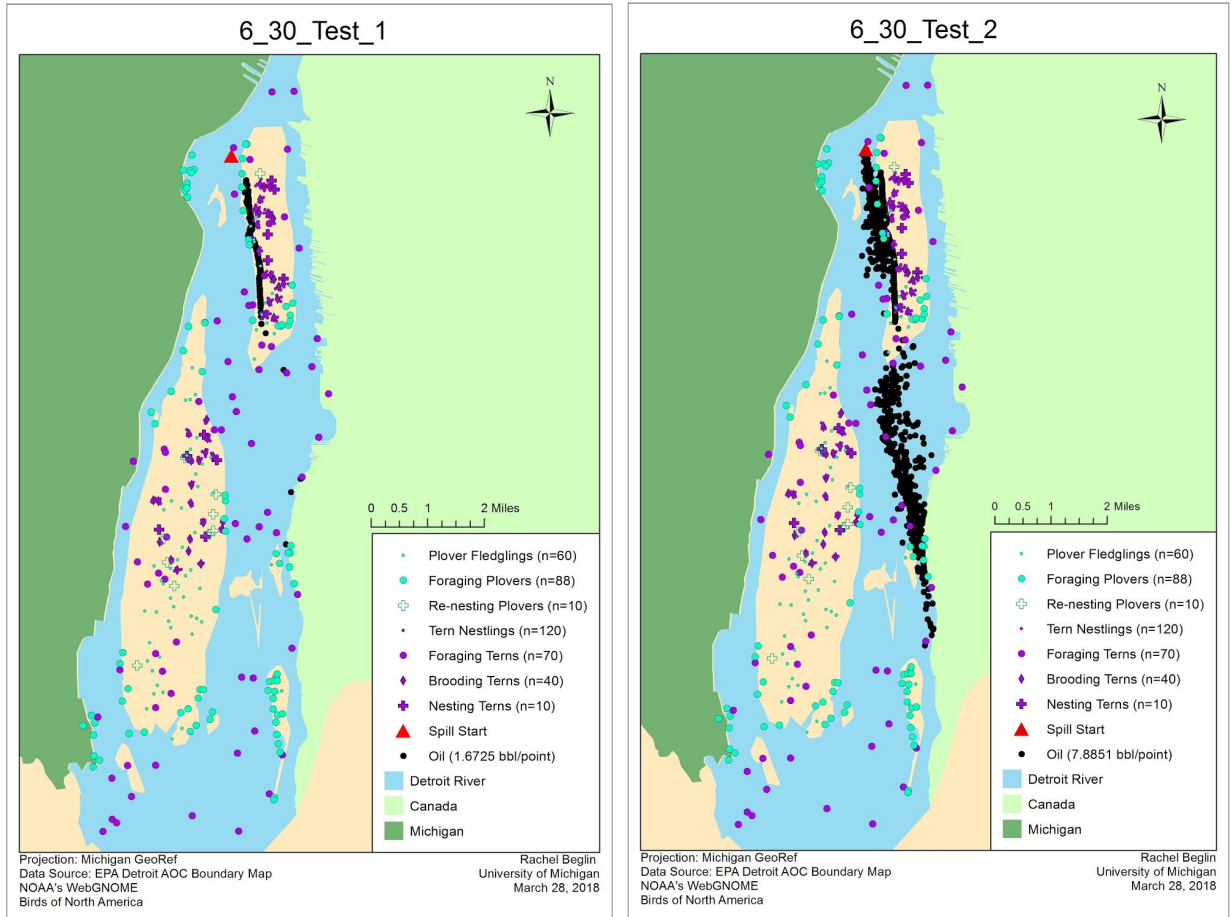 6_30_Test_1
N
0 0.5 1 2 Miles
Plover Fledglings (n=60)
Foraging Plovers (n=88)
Re-nesting Plovers (n=10)
Tern Nestlings (n=120)
Foraging Terns (n=70)
Brooding Terns (n=40)
Nesting Terns (n=10)
Spill Start
Oil (1.6725 bbl/point)
Detroit River
Canada
Michigan
Projection: Michigan GeoRef
Data Source: EPA Detroit AOC Boundary Map
NOAA's WebGNOME
Birds of North America
Rachel Beglin
University of Michigan
March 28, 2018
6_30_Test_2
N
0 0.5 1 2 Miles
Plover Fledglings (n=60)
Foraging Plovers (n=88)
Re-nesting Plovers (n=10)
Tern Nestlings (n=120)
Foraging Terns (n=70)
Brooding Terns (n=40)
Nesting Terns (n=10)
Spill Start
Oil (7.8851 bbl/point)
Detroit River
Canada
Michigan
Projection: Michigan GeoRef
Data Source: EPA Detroit AOC Boundary Map
NOAA's WebGNOME
Birds of North America
Rachel Beglin
University of Michigan
March 28, 2018